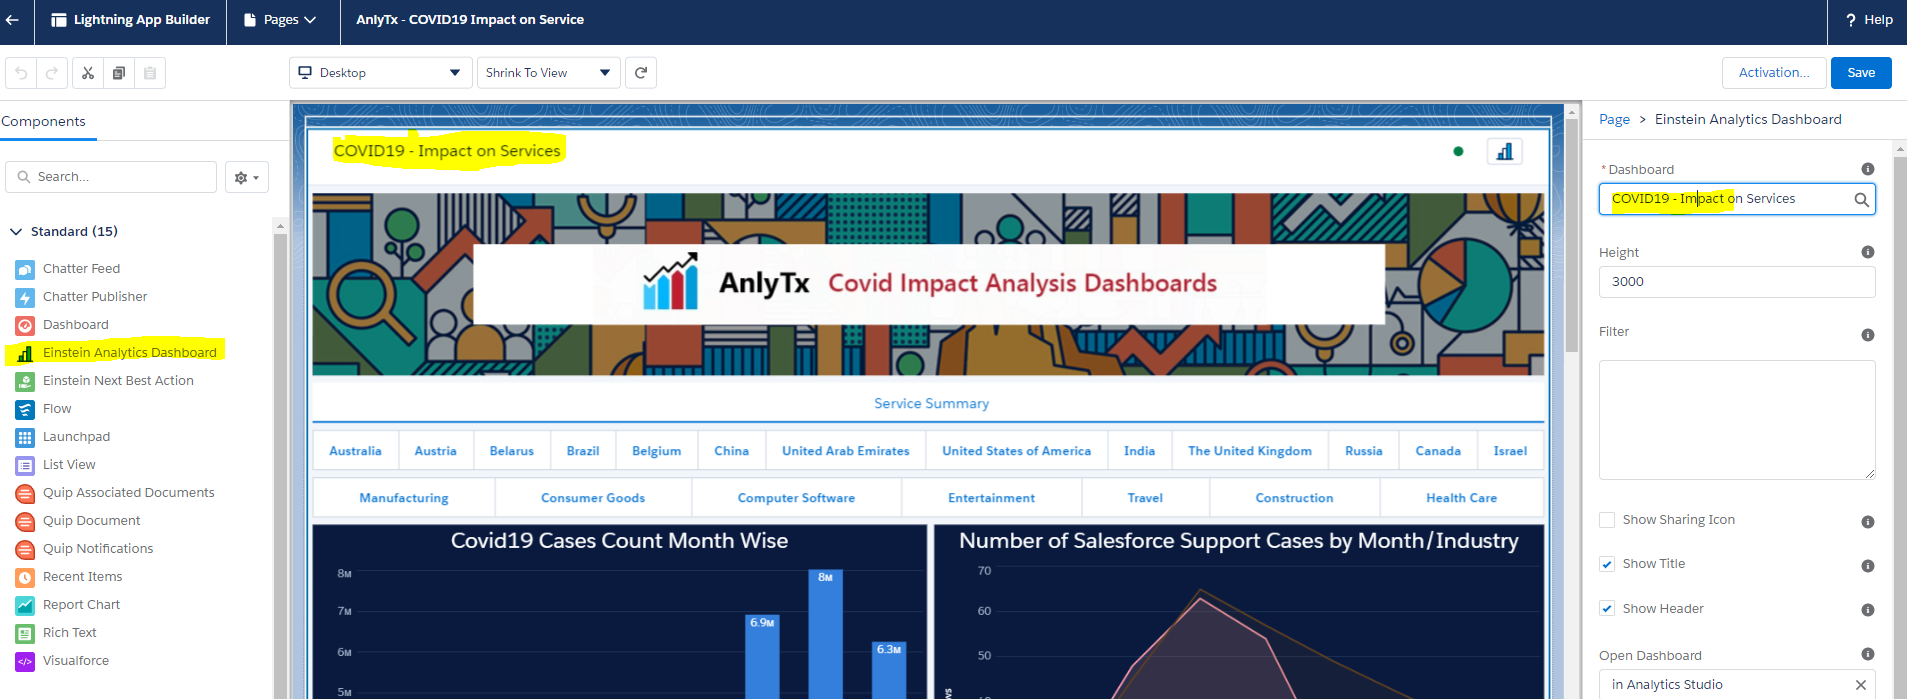 Lightning App Builder
Pages
AnlyTx - COVID19 Impact on Service
? Help
Desktop
Shrink To View
Activation...
Save
Components
Search...
Standard (15)
Chatter Feed
Chatter Publisher
Dashboard
Einstein Analytics Dashboard
Einstein Next Best Action
Flow
Launchpad
List View
Quip Associated Documents
Quip Document
Quip Notifications
Recent Items
Report Chart
Rich Text
Visualforce
COVID19 - Impact on Services
AnlyTx Covid Impact Analysis Dashboards
Service Summary
Australia Austria Belarus Brazil Belgium China United Arab Emirates United States of America India The United Kingdom Russia Canada Israel
Manufacturing Consumer Goods Computer Software Entertainment Travel Construction Health Care
Covid19 Cases Count Month Wise
8M
7M
6M
5M
6.9M
8M
6.3M
Number of Salesforce Support Cases by Month/Industry
70
60
50
Page > Einstein Analytics Dashboard
* Dashboard
COVID19 - Impact on Services
Height
3000
Filter
Show Sharing Icon
Show Title
Show Header
Open Dashboard
in Analytics Studio